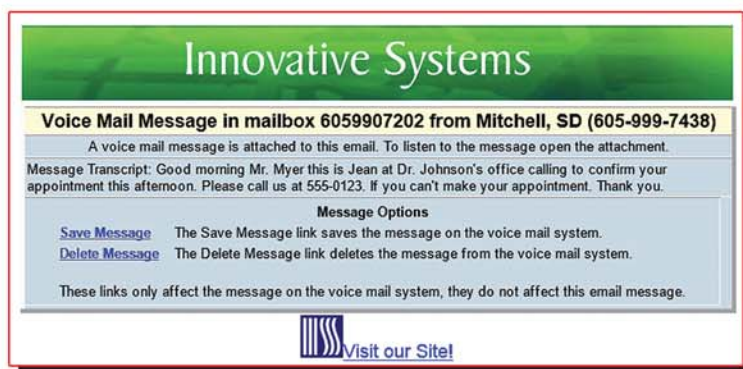 Innovative Systems
Voice Mail Message in mailbox 6059907202 from Mitchell, SD (605-999-7438)
A voice mail message is attached to this email. To listen to the message open the attachment.
Message Transcript: Good morning Mr. Myer this is Jean at Dr. Johnson's office calling to confirm your
appointment this afternoon. Please call us at 555-0123. If you can't make your appointment. Thank you.
Message Options
Save Message The Save Message link saves the message on the voice mail system.
Delete Message The Delete Message link deletes the message from the voice mail system.
These links only affect the message on the voice mail system, they do not affect this email message.
Visit our Site!